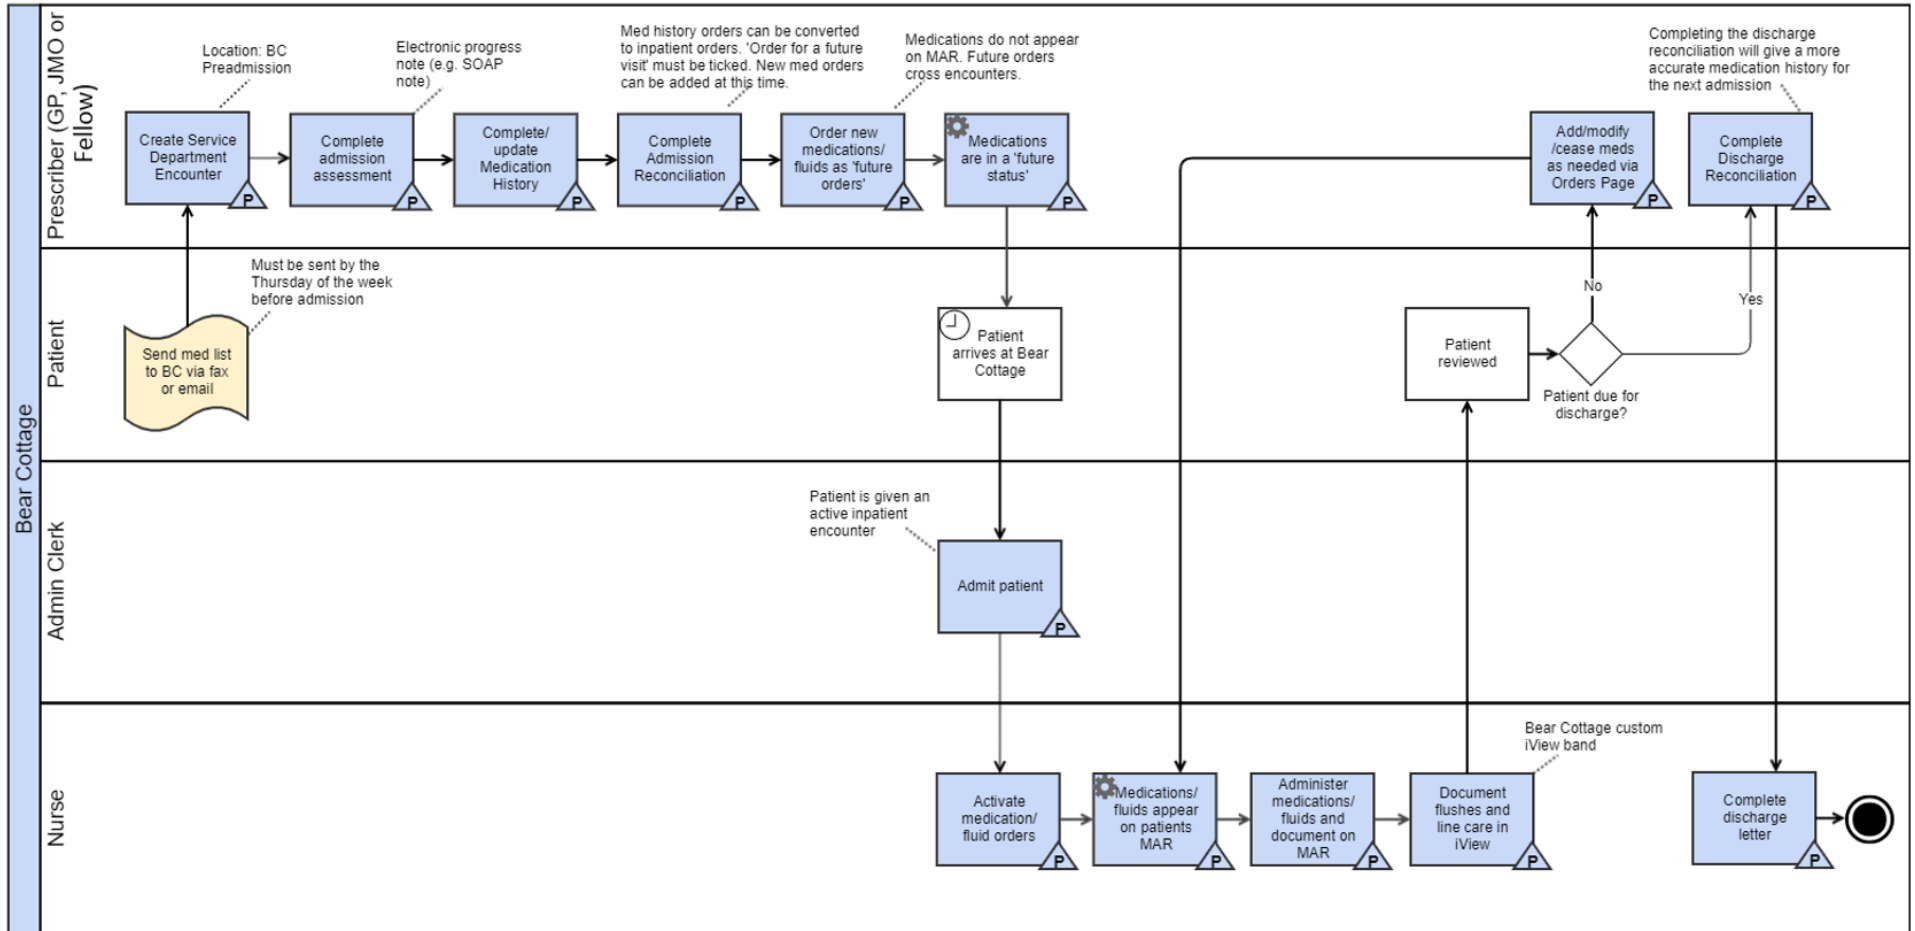 Bear Cottage
Prescriber (GP, JMO or
Fellow)
Location: BC
Preadmission
Electronic progress
note (e.g. SOAP
note)
Med history orders can be converted
to inpatient orders. 'Order for a future
visit' must be ticked. New med orders
can be added at this time.
Medications do not appear
on MAR. Future orders
cross encounters.
Completing the discharge
reconciliation will give a more
accurate medication history for
the next admission
Create Service
Department
Encounter
P
Complete
admission
assessment
P
Complete/
update
Medication
History
P
Complete
Admission
Reconciliation
P
Order new
medications/
fluids as 'future
orders'
P
Medications
are in a 'future
status'
P
Add/modify
/cease meds
as needed via
Orders Page
P
Complete
Discharge
Reconciliation
P
Patient
Must be sent by the
Thursday of the week
before admission
Send med list
to BC via fax
or email
Patient
arrives at Bear
Cottage
Patient
reviewed
No
Yes
Patient due for
discharge?
Admin Clerk
Patient is given an
active inpatient
encounter
Admit patient
P
Nurse
Bear Cottage custom
iView band
Activate
medication/
fluid orders
P
Medications/
fluids appear
on patients
MAR
P
Administer
medications/
fluids and
document on
MAR
P
Document
flushes and
line care in
iView
P
Complete
discharge
letter
P